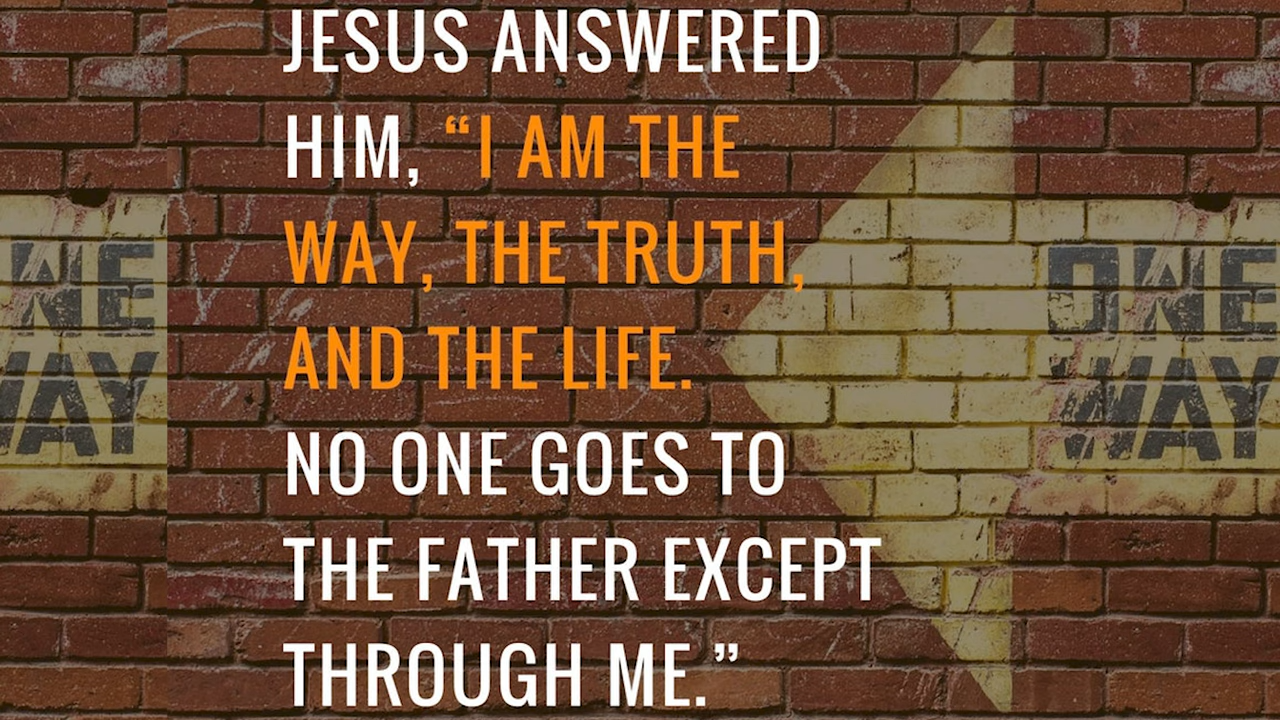 JESUS ANSWERED
HIM, “I AM THE
WAY, THE TRUTH,
AND THE LIFE.
NO ONE GOES TO
THE FATHER EXCEPT
THROUGH ME.”
ONE
WAY
NE
WAY